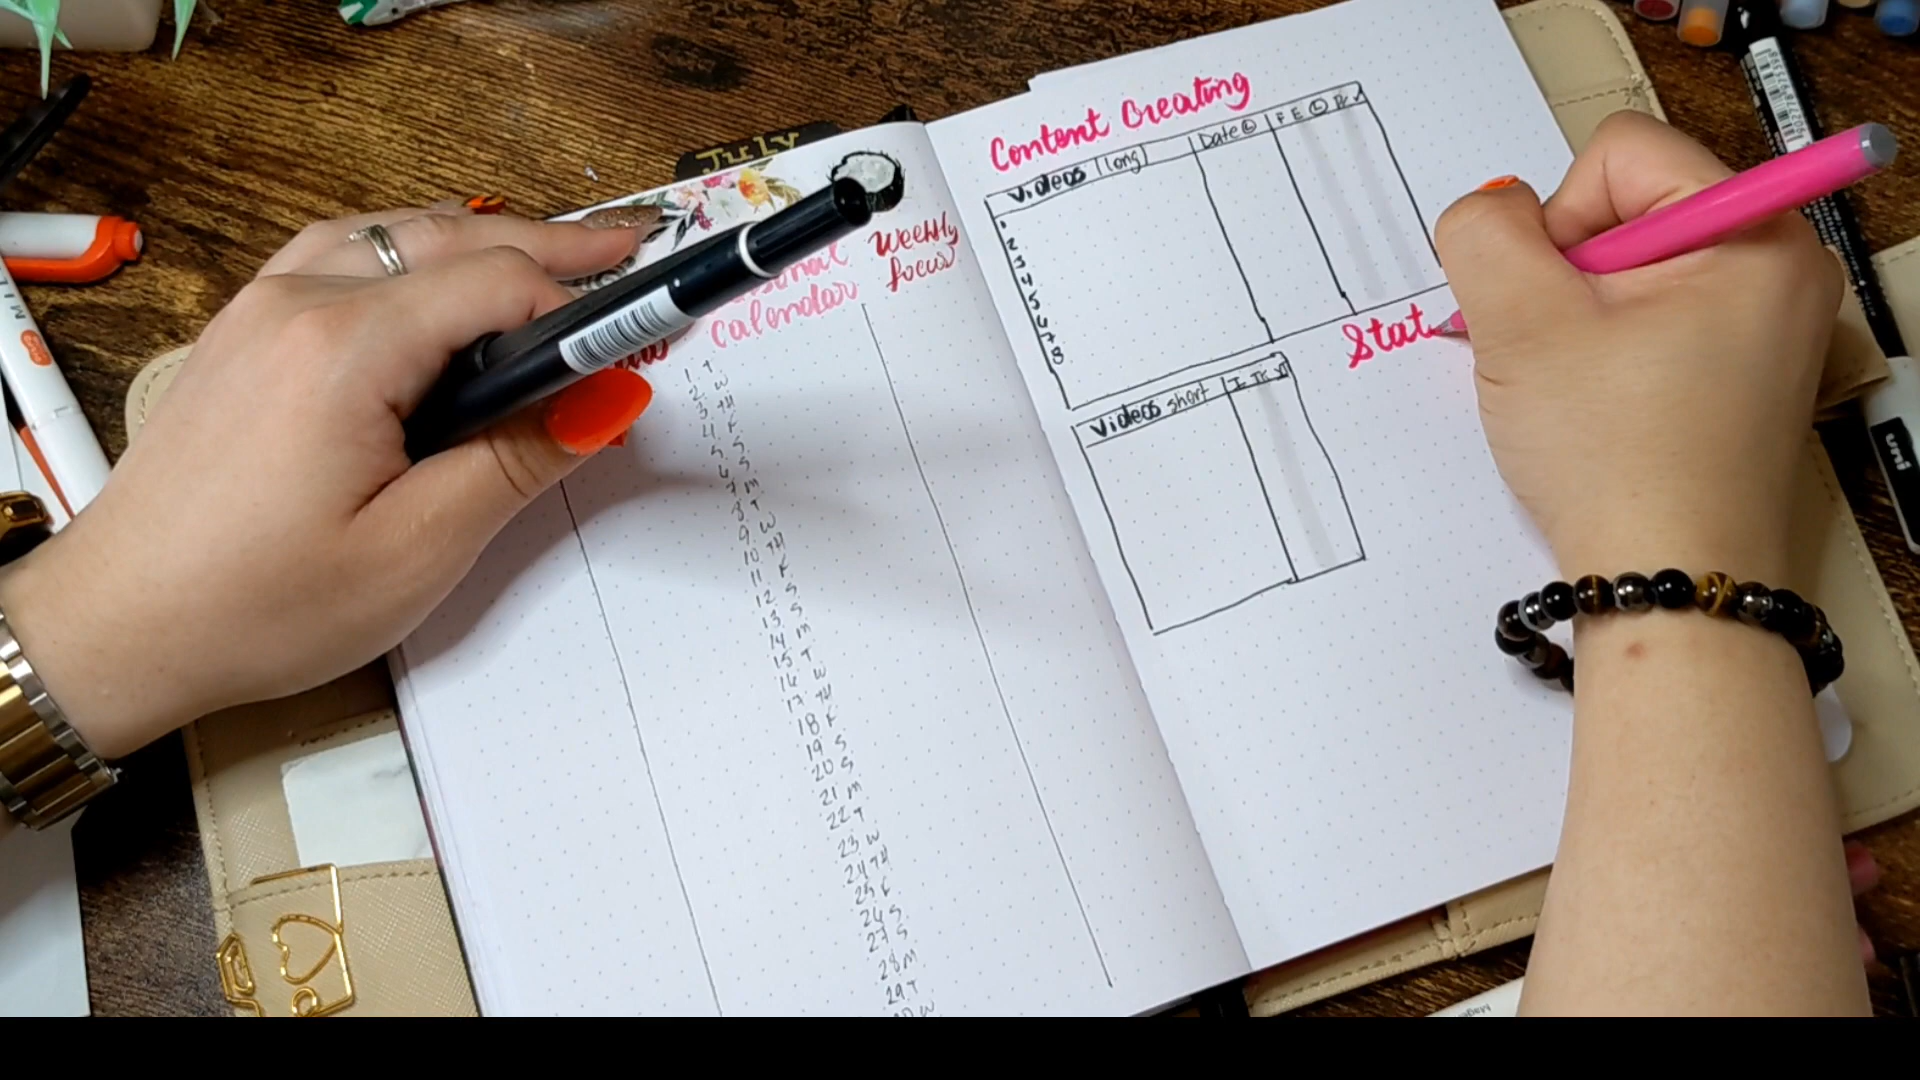 July
Calendar
Weekly
focus
1 T
2 W
3 TH
4 F
5 S
6 S
7 M
8 T
9 W
10 TH
11 F
12 S
13 S
14 M
15 T
16 W
17 TH
18 F
19 S
20 S
21 M
22 T
23 W
24 TH
25 F
26 S
27 S
28 M
29 T
Content Creating
Videos (long) Date F E
1
2
3
4
5
6
7
8
Stat
Videos short
uni